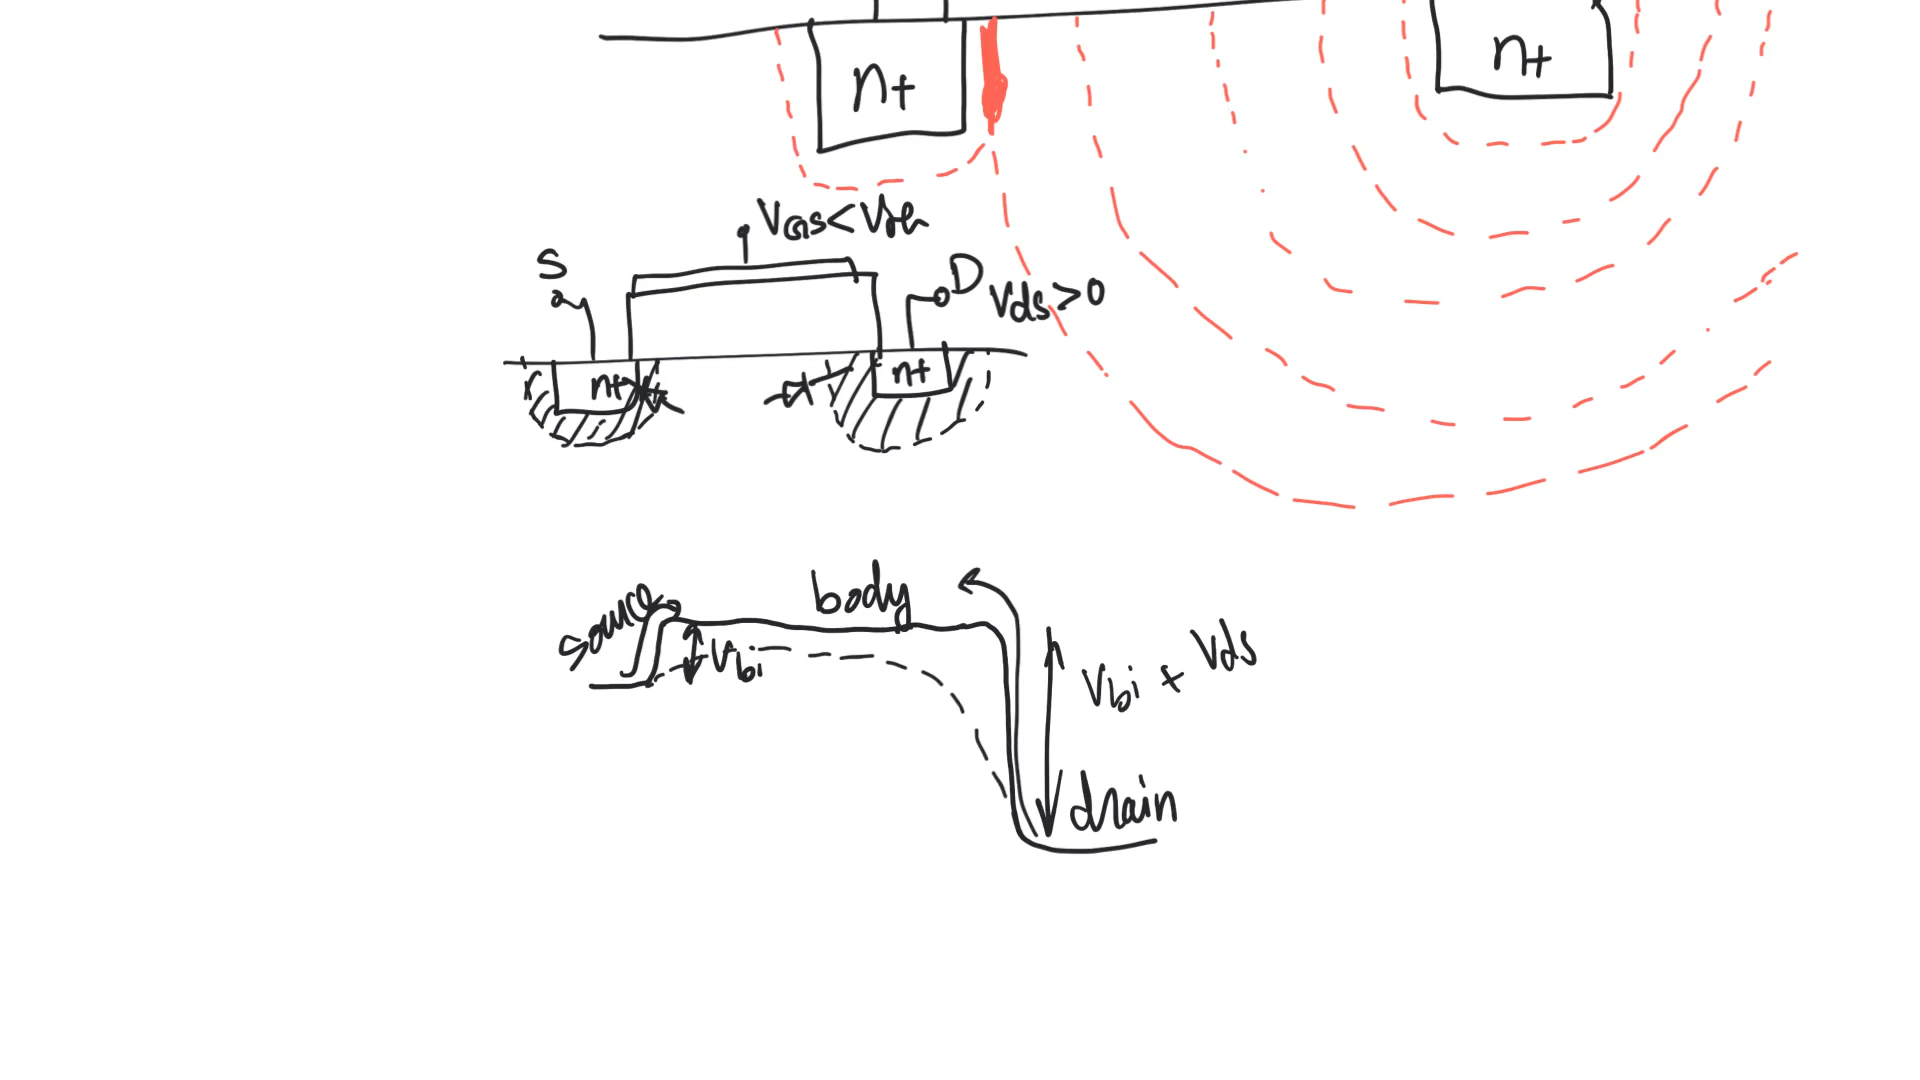 n+
n+
VGS<Vth
S
D
Vds>0
n+
n+
source
body
Vbi
Vbi + Vds
drain